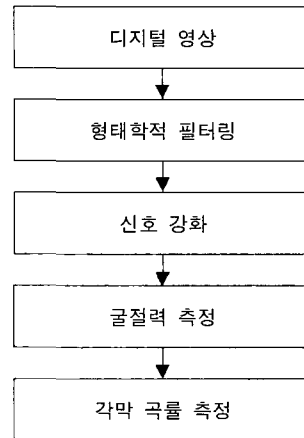 디지털 영상
형태학적 필터링
신호 강화
굴절력 측정
각막 곡률 측정